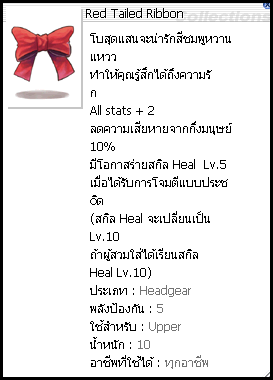 Red Tailed Ribbon
collections
โบสุดแสนจะน่ารักสีชมพูหวาน
แหวว
ทำให้คุณรู้สึกได้ถึงความรั
ก
All stats + 2
ลดความเสียหายจากกึ่งมนุษย์
10%
มีโอกาสร่ายสกิล Heal Lv.5
เมื่อได้รับการโจมตีแบบประช
ิด
(สกิล Heal จะเปลี่ยนเป็น
Lv.10
ถ้าผู้สวมใส่ได้เรียนสกิล
Heal Lv.10)
ประเภท : Headgear
พลังป้องกัน : 5
ใช้สำหรับ : Upper
น้ำหนัก : 10
อาชีพที่ใช้ได้ : ทุกอาชีพ